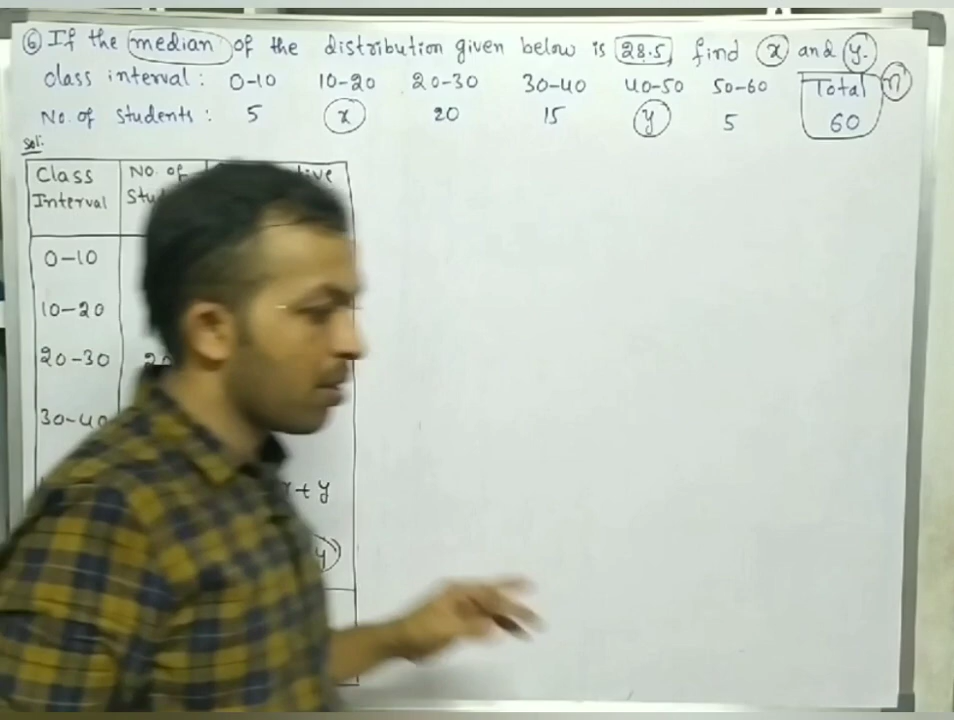 ⑥ If the median of the distribution given below is 28.5, find x and y.
class interval : 0-10 10-20 20-30 30-40 40-50 50-60 Total n
No. of students : 5 x 20 15 y 5 60
Sol:
Class No. of
Interval
0-10
10-20
20-30 20
30-40
x + y
y